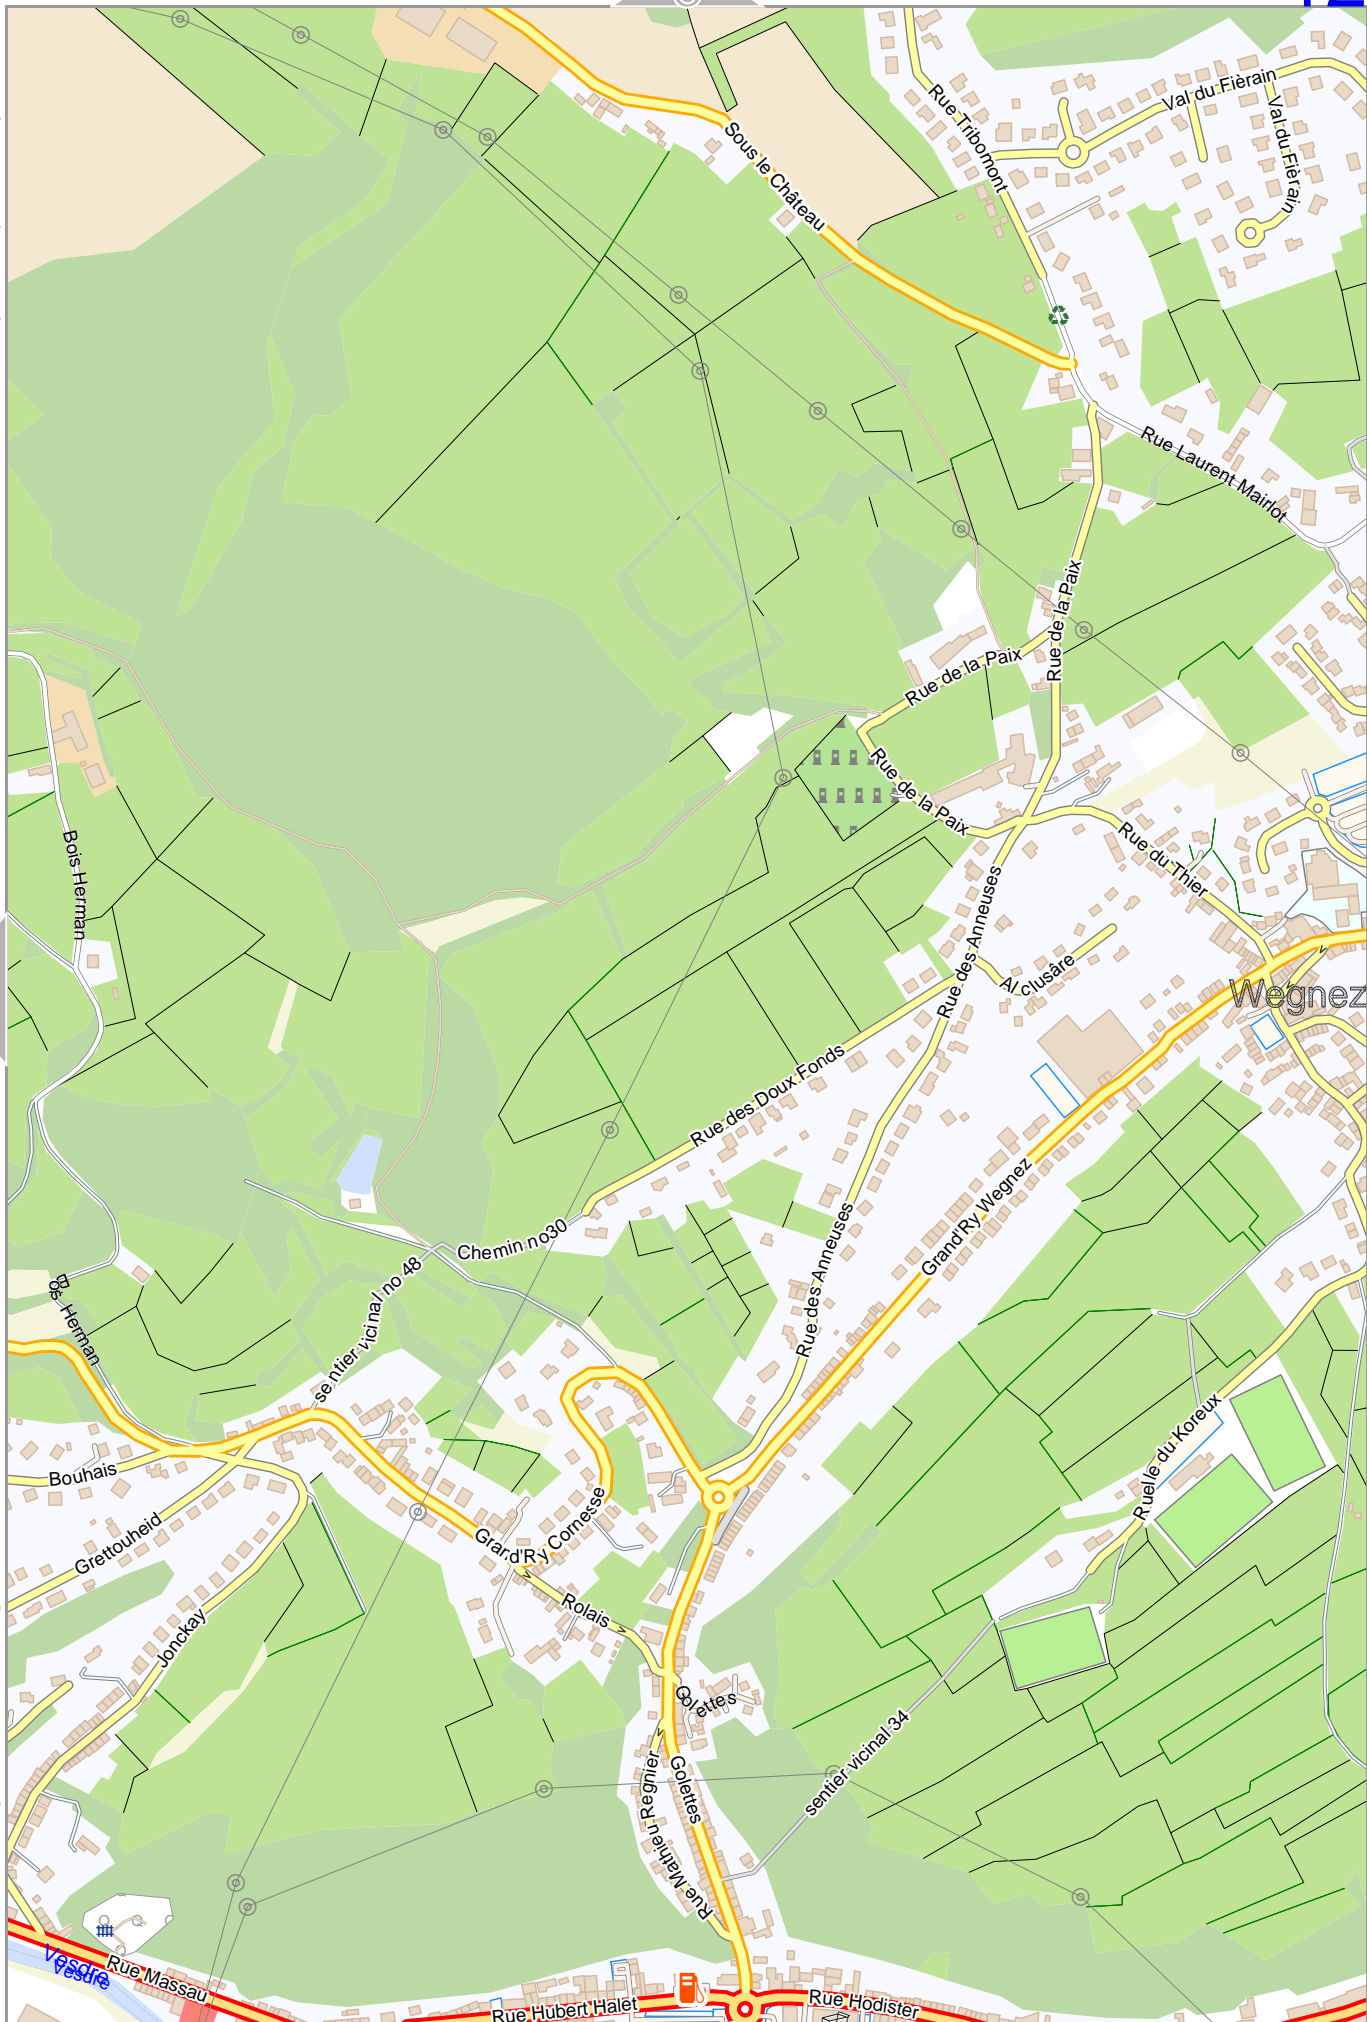 Val du Fièrain
Rue Tribomont
Val du Fièrain
Sous le Château
Rue Laurent Mairlot
Rue de la Paix
Rue de la Paix
Rue de la Paix
Rue du Thier
Bois Herman
Rue des Anneuses
Al clusâre
Wegnez
Rue des Doux Fonds
Grand'Ry Wegnez
Chemin no30
Rue des Anneuses
sentier vicinal no 48
Bois Herman
Ruelle du Koreux
Bouhais
Grettouheid
Grand'Ry Cornesse
Rolais
Jonckay
Golettes
sentier vicinal 34
Golettes
Rue Mathieu Regnier
Vesdre
Vesdre
Rue Massau
Rue Hubert Halet
Rue Hodister